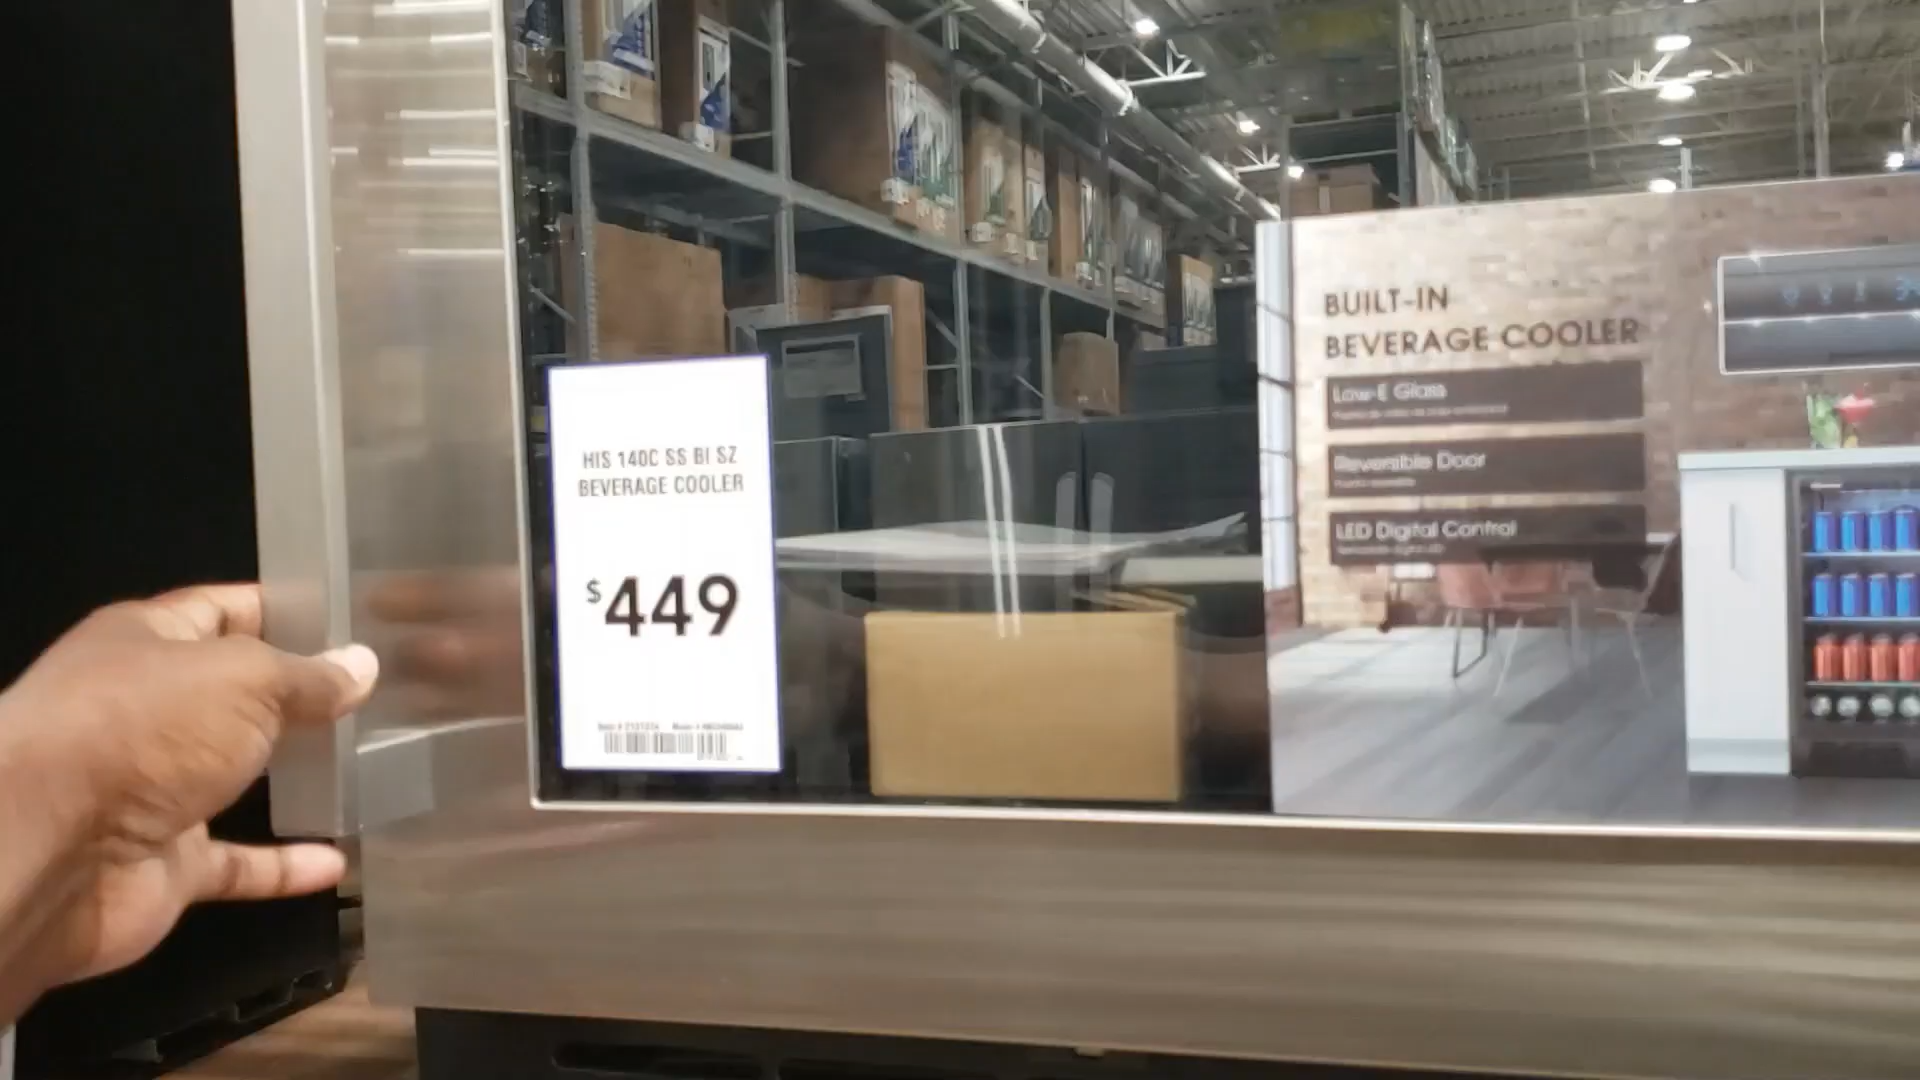 HIS 140C SS BI SZ
BEVERAGE COOLER
$449
BUILT-IN
BEVERAGE COOLER
Low-E Glass
Reversible Door
LED Digital Control